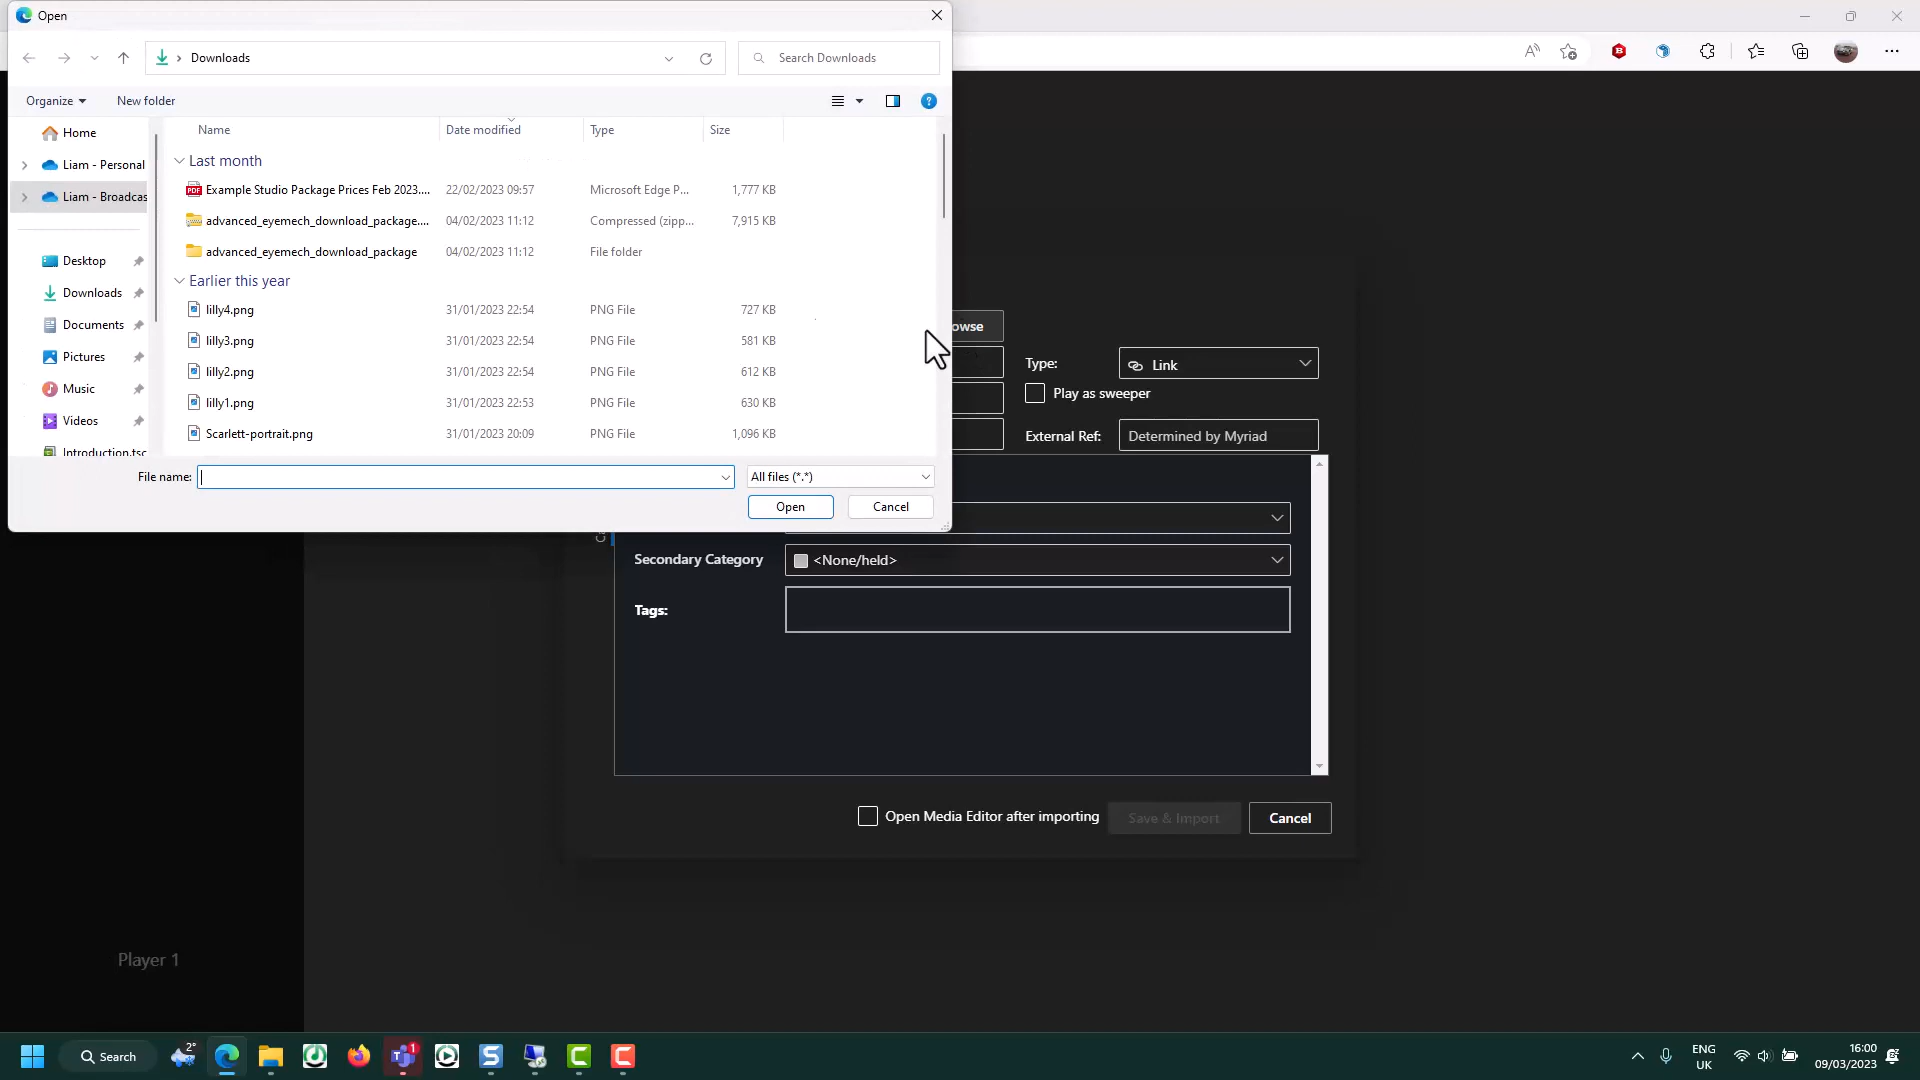 Open
Downloads
Search Downloads
Organize
New folder
Home
Liam - Personal
Liam - Broadcas
Desktop
Downloads
Documents
Pictures
Music
Videos
Introduction.tsc
Name Date modified Type Size
Last month
Example Studio Package Prices Feb 2023.... 22/02/2023 09:57 Microsoft Edge P... 1,777 KB
advanced_eyemech_download_package.... 04/02/2023 11:12 Compressed (zipp... 7,915 KB
advanced_eyemech_download_package 04/02/2023 11:12 File folder
Earlier this year
lilly4.png 31/01/2023 22:54 PNG File 727 KB
lilly3.png 31/01/2023 22:54 PNG File 581 KB
lilly2.png 31/01/2023 22:54 PNG File 612 KB
lilly1.png 31/01/2023 22:53 PNG File 630 KB
Scarlett-portrait.png 31/01/2023 20:09 PNG File 1,096 KB
File name: All files (*.*)
Open Cancel
owse
Type: Link
Play as sweeper
External Ref: Determined by Myriad
Secondary Category <None/held>
Tags:
Open Media Editor after importing Save & Import Cancel
Player 1
Search
2°
1
ENG
UK
16:00
09/03/2023